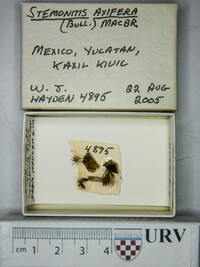 STEMONITIS AXIFERA
(BULL.) MACBR
MEXICO, YUCATAN,
KAXIL KIUIC
W. J. 22 AUG
HAYDEN 4895 2005
4895
URV
cm 1 2 3 4